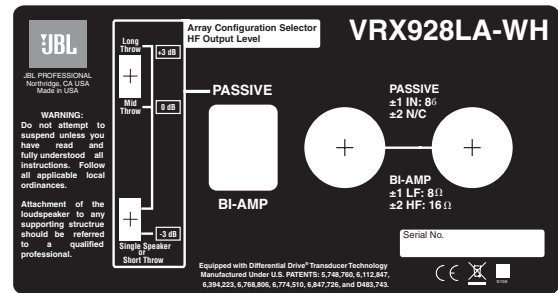 JBL
JBL PROFESSIONAL
Northridge, CA USA
Made in USA
WARNING:
Do not attempt to
suspend unless you
have read and
fully understood all
instructions. Follow
all applicable local
ordinances.
Attachment of the
loudspeaker to any
supporting structrue
should be referred
to a qualified
professional.
Array Configuration Selector
HF Output Level
Long
Throw
+3 dB
Mid
Throw
0 dB
-3 dB
Single Speaker
or
Short Throw
PASSIVE
BI-AMP
VRX928LA-WH
PASSIVE
±1 IN: 8б
±2 N/C
BI-AMP
±1 LF: 8Ω
±2 HF: 16Ω
Serial No.
Equipped with Differential Drive® Transducer Technology
Manufactured Under U.S. PATENTS: 5,748,760, 6,112,847,
6,394,223, 6,768,806, 6,774,510, 6,847,726, and D483,743.
CE
N108